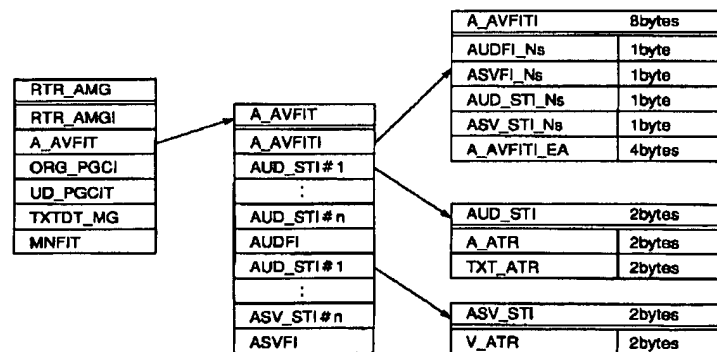 RTR_AMG
RTR_AMGI
A_AVFIT
ORG_PGCI
UD_PGCIT
TXTDT_MG
MNFIT
A_AVFIT
A_AVFITI
AUD_STI#1
:
AUD_STI#n
AUDFI
AUD_STI#1
:
ASV_STI#n
ASVFI
A_AVFITI 8bytes
AUDFI_Ns 1byte
ASVFI_Ns 1byte
AUD_STI_Ns 1byte
ASV_STI_Ns 1byte
A_AVFITI_EA 4bytes
AUD_STI 2bytes
A_ATR 2bytes
TXT_ATR 2bytes
ASV_STI 2bytes
V_ATR 2bytes